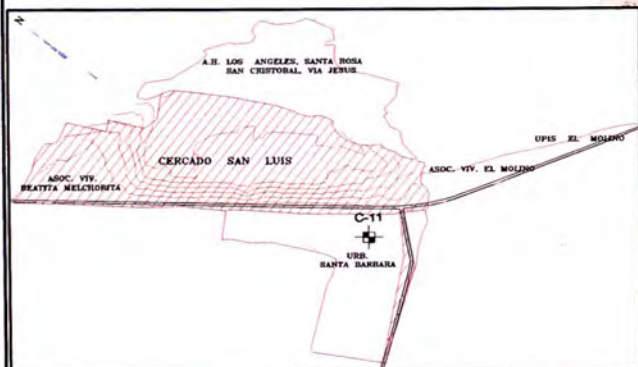 N
A.H. LOS ANGELES, SANTA ROSA
SAN CRISTOBAL, VIA JESUS
UPIS EL MOLINO
CERCADO SAN LUIS
ASOC. VIV. EL MOLINO
ASOC. VIV.
BEATITA MELCHORITA
C-11
URB.
SANTA BARBARA